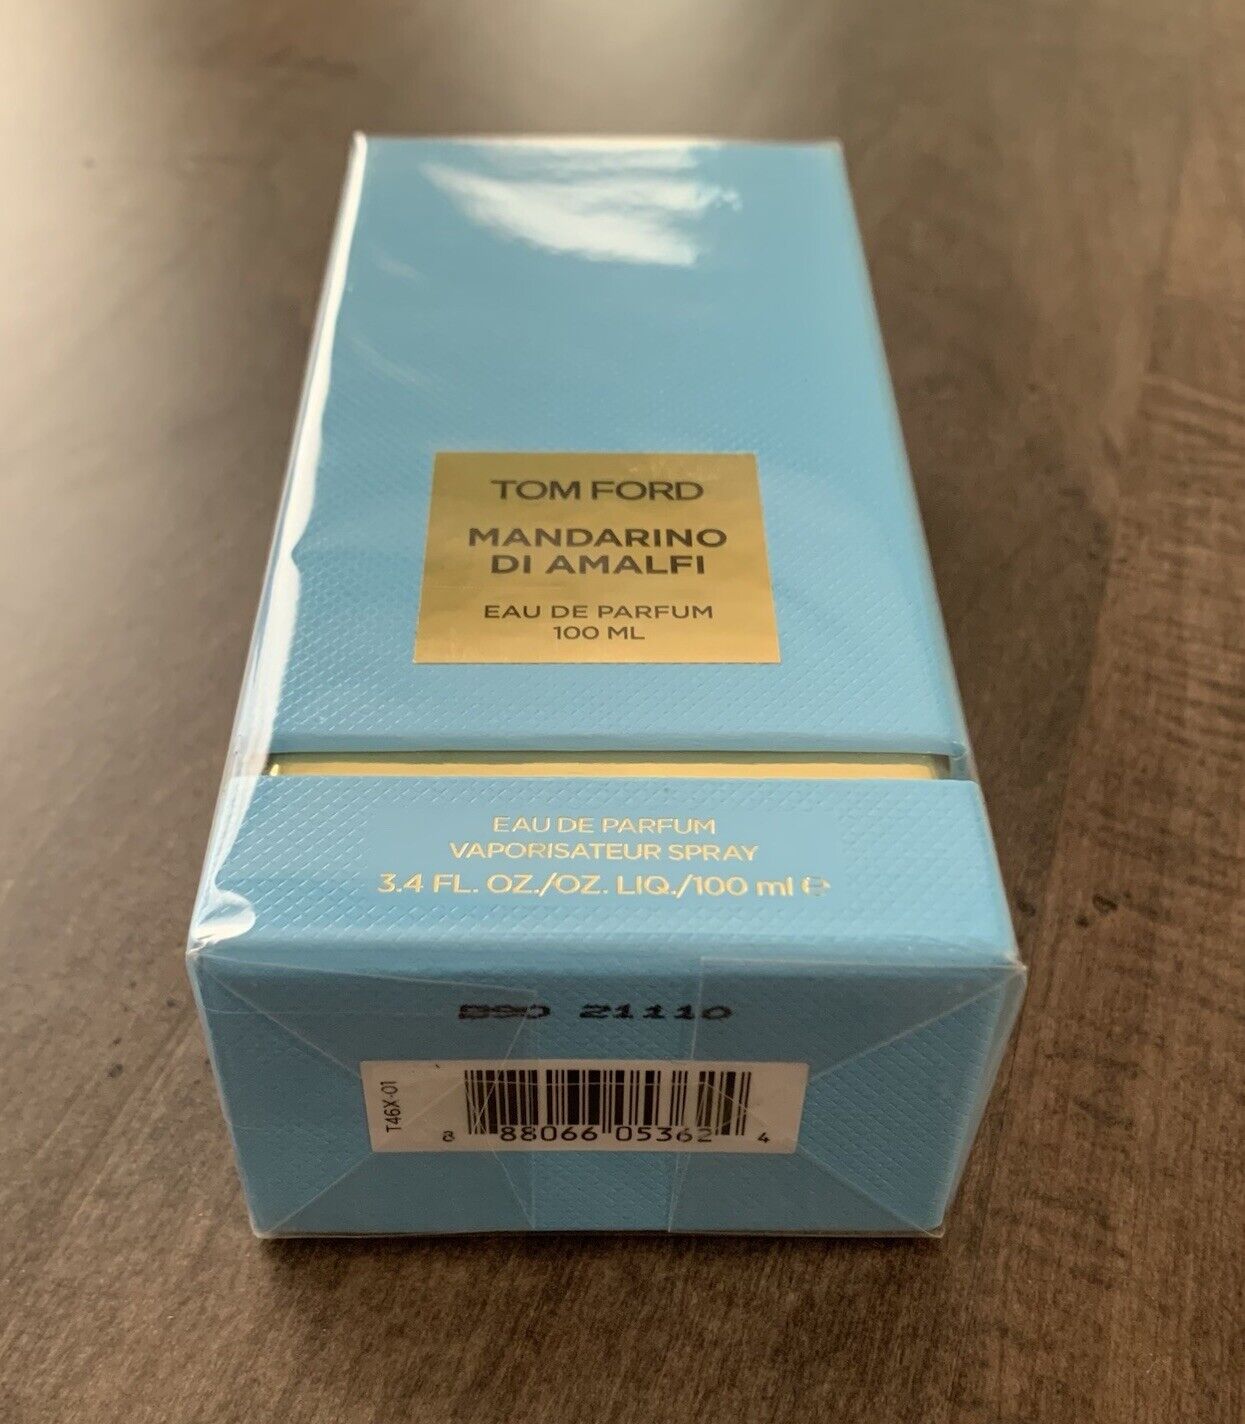 TOM FORD
MANDARINO
DI AMALFI
EAU DE PARFUM
100 ML
EAU DE PARFUM
VAPORISATEUR SPRAY
3.4 FL. OZ./OZ. LIQ./100 ml ℮
21110
T46X-01
8 88066 05362 4